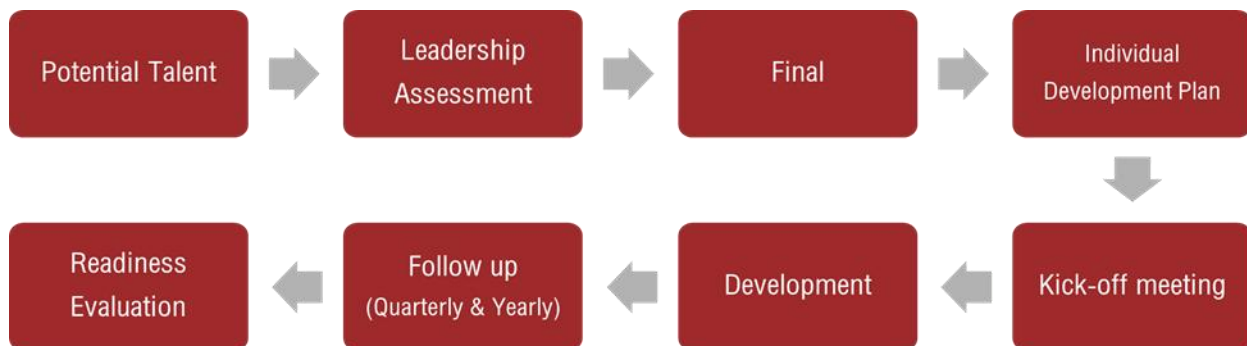 Potential Talent
Leadership
Assessment
Final
Individual
Development Plan
Kick-off meeting
Development
Follow up
(Quarterly & Yearly)
Readiness
Evaluation